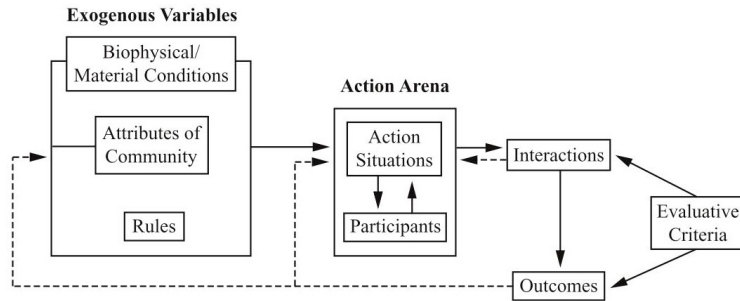 Exogenous Variables
Biophysical/
Material Conditions
Attributes of
Community
Rules
Action Arena
Action
Situations
Participants
Interactions
Outcomes
Evaluative
Criteria